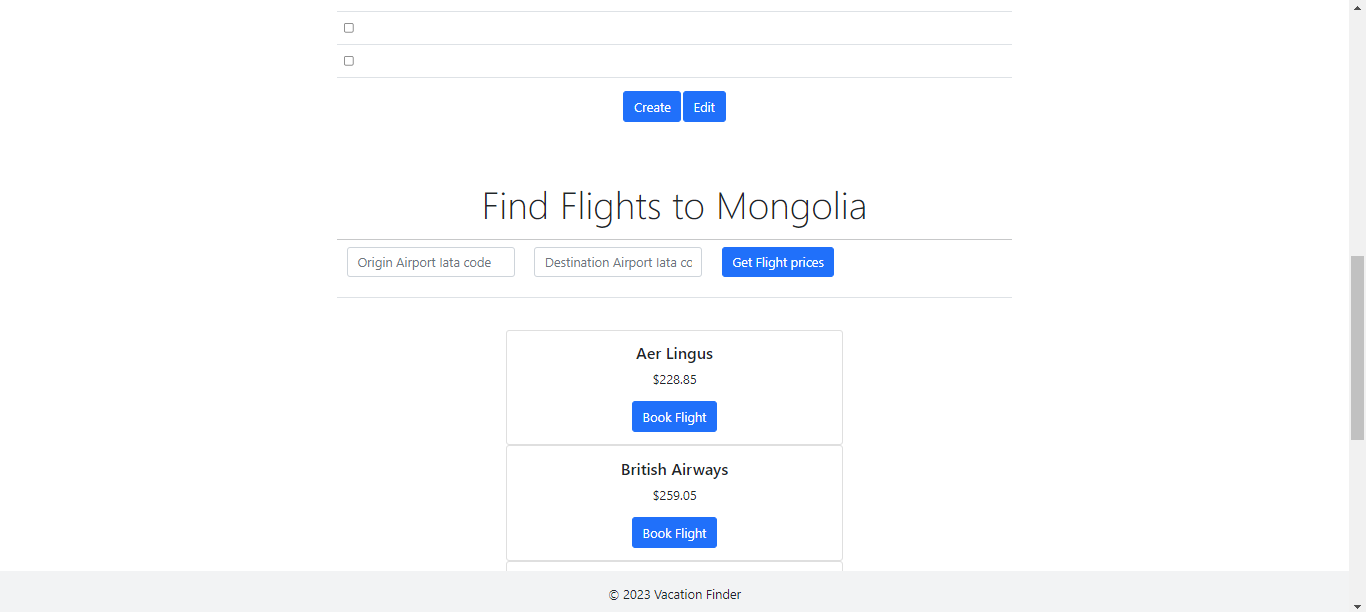 Create Edit
Find Flights to Mongolia
Origin Airport Iata code Destination Airport Iata cc Get Flight prices
Aer Lingus
$228.85
Book Flight
British Airways
$259.05
Book Flight
© 2023 Vacation Finder